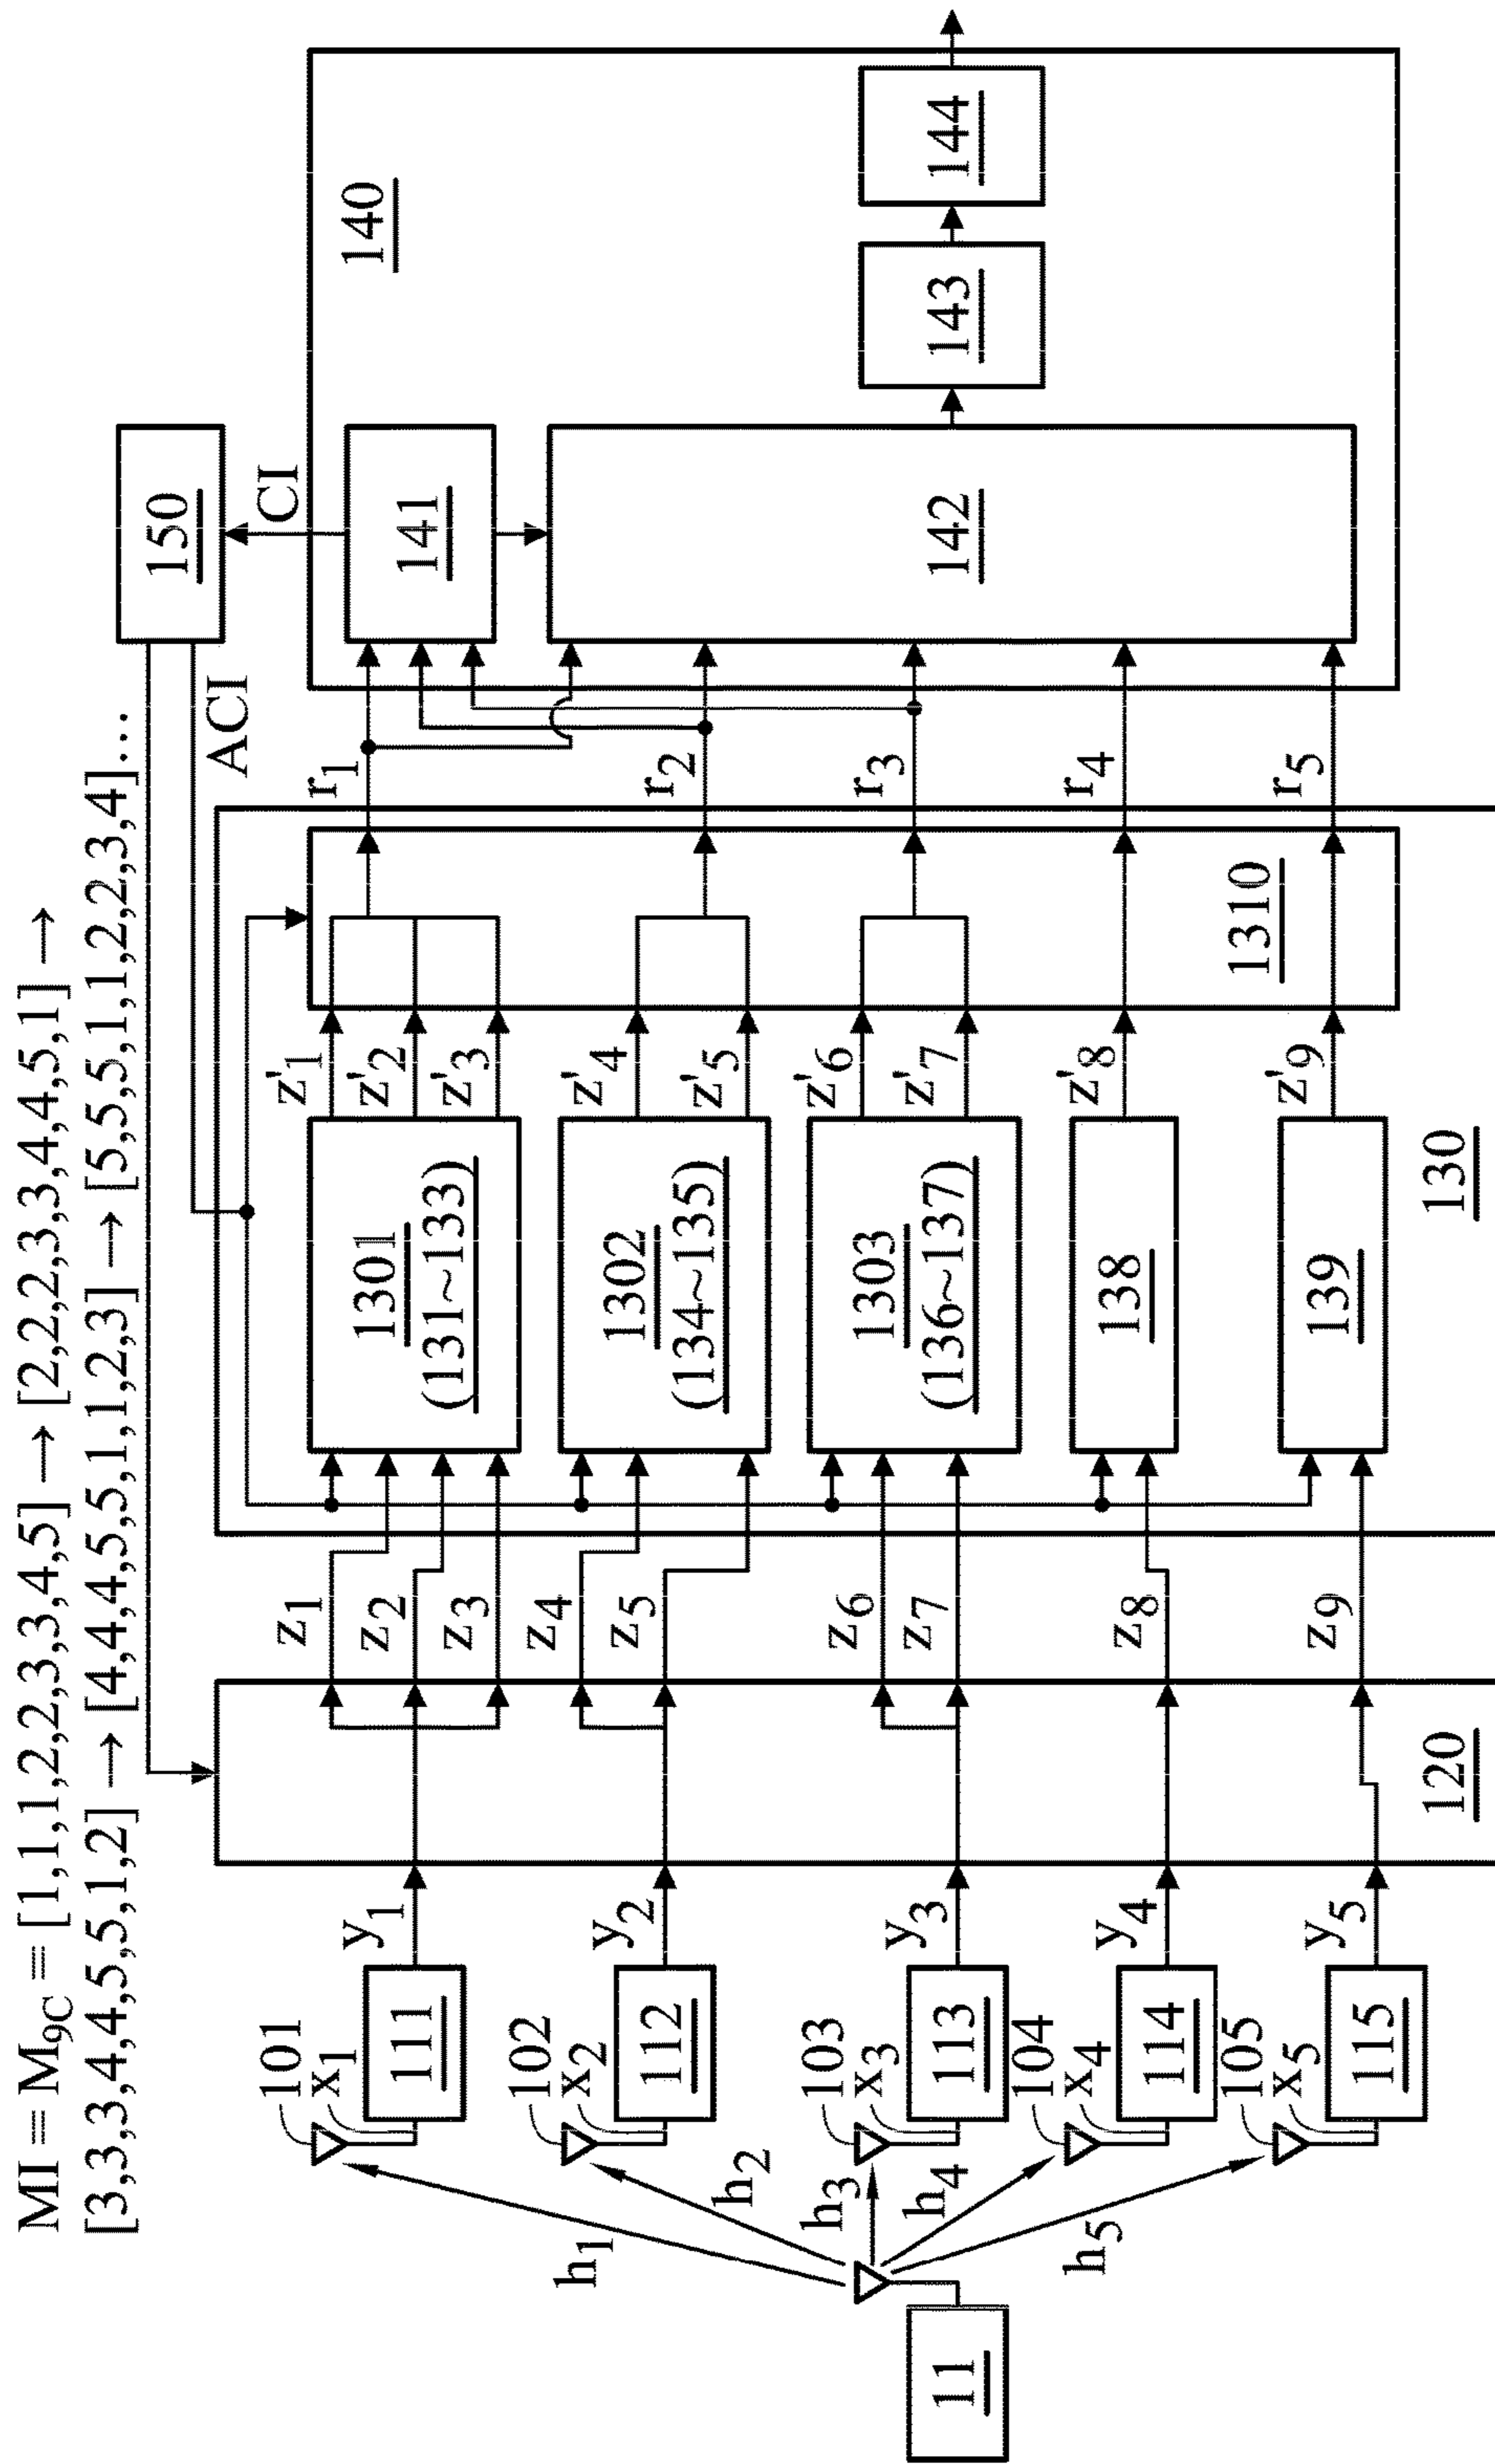 MI = M9C = [1,1,1,2,2,3,3,4,5] → [2,2,2,3,3,4,4,5,1] →
[3,3,3,4,4,5,5,1,2] → [4,4,4,5,5,1,1,2,3] → [5,5,5,1,1,2,2,3,4]...
ACI
150
CI
140
141
142
143
144
r1
r2
r3
r4
r5
1310
z'1
z'2
z'3
z'4
z'5
z'6
z'7
z'8
z'9
1301
(131~133)
1302
(134~135)
1303
(136~137)
138
139
130
z1
z2
z3
z4
z5
z6
z7
z8
z9
120
y1
y2
y3
y4
y5
101
x1
111
102
x2
112
103
x3
113
104
x4
114
105
x5
115
h1
h2
h3
h4
h5
11